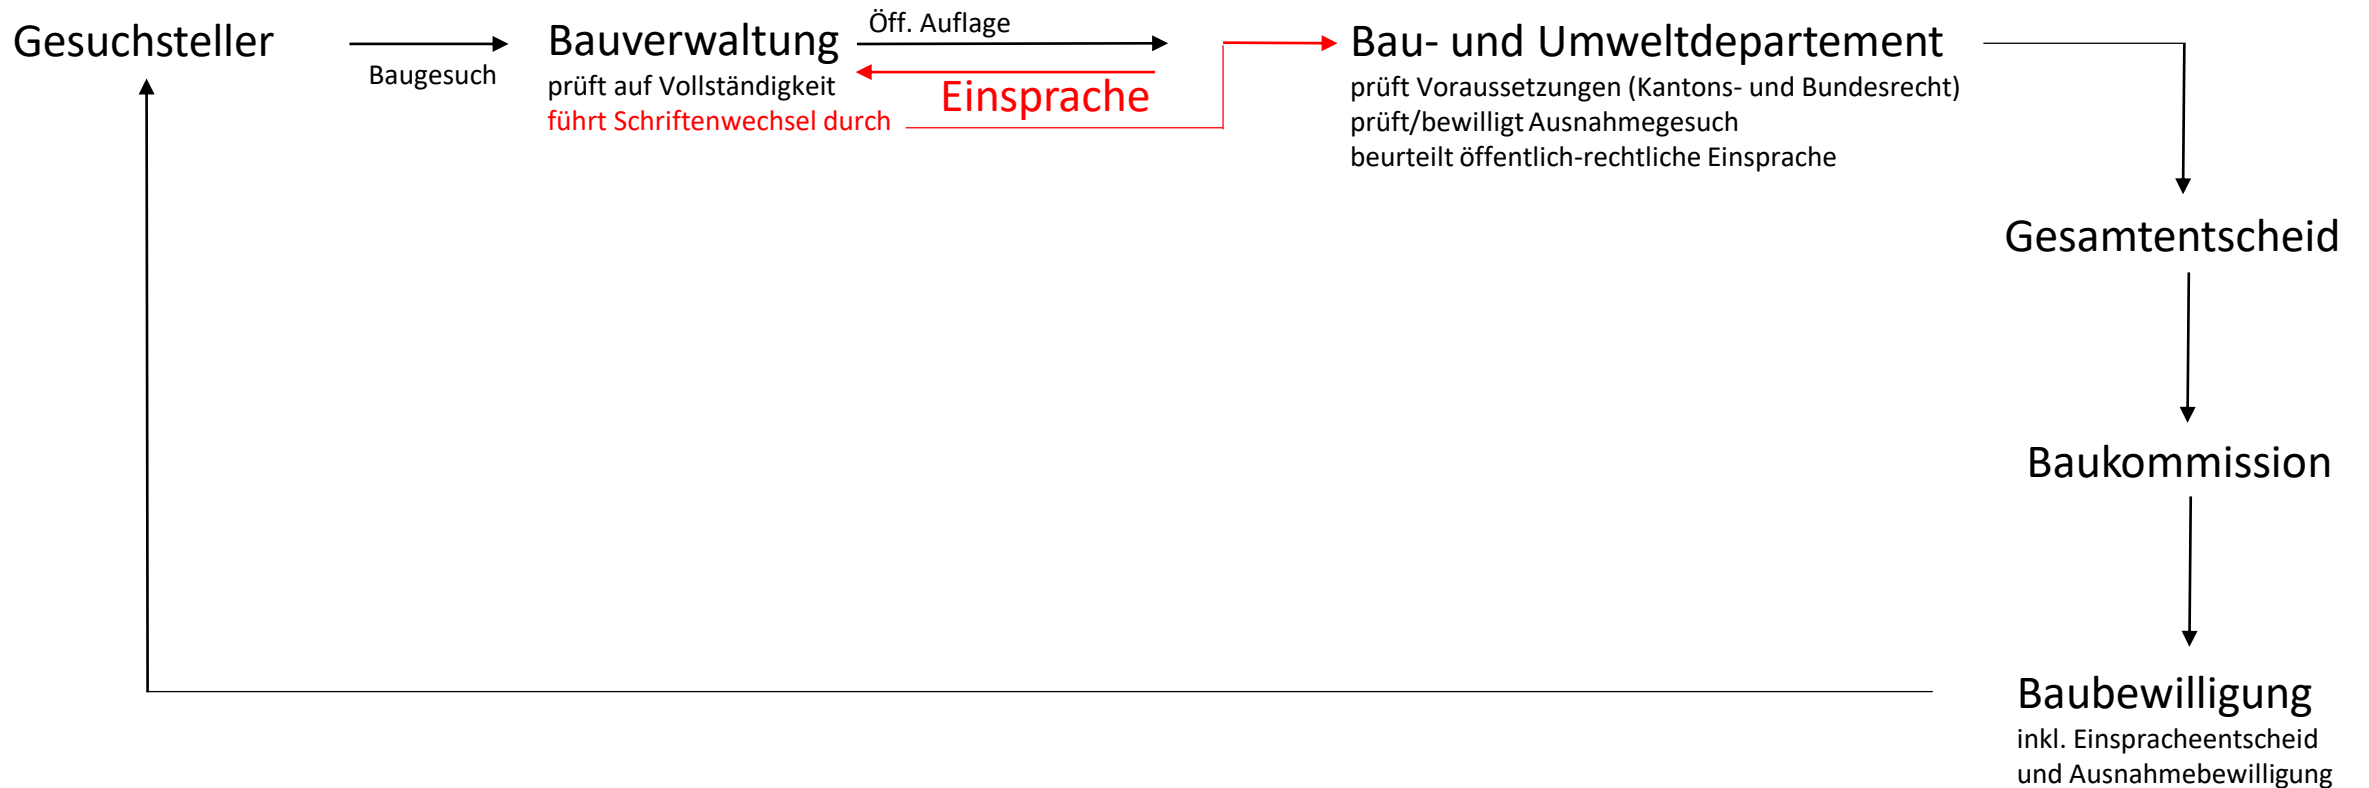 Gesuchsteller
Baugesuch
Bauverwaltung
prüft auf Vollständigkeit
führt Schriftenwechsel durch
Öff. Auflage
Einsprache
Bau- und Umweltdepartement
prüft Voraussetzungen (Kantons- und Bundesrecht)
prüft/bewilligt Ausnahmegesuch
beurteilt öffentlich-rechtliche Einsprache
Gesamtentscheid
Baukommission
Baubewilligung
inkl. Einspracheentscheid
und Ausnahmebewilligung